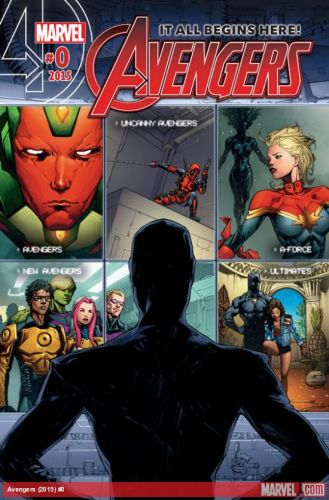 MARVEL
#0
2015
IT ALL BEGINS HERE!
AVENGERS
> UNCANNY AVENGERS
> AVENGERS
> A-FORCE
> NEW AVENGERS
> ULTIMATES
Avengers (2015) #0
MARVEL.COM